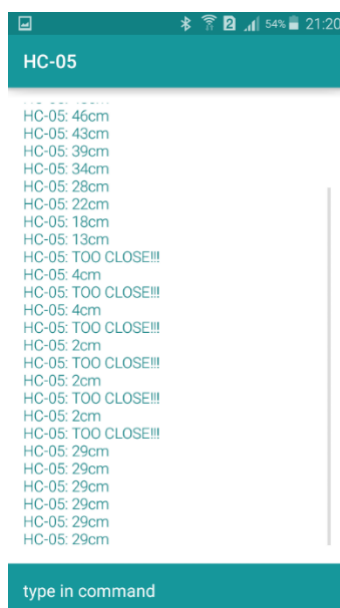 2 54% 21:20
HC-05
HC-05: 46cm
HC-05: 43cm
HC-05: 39cm
HC-05: 34cm
HC-05: 28cm
HC-05: 22cm
HC-05: 18cm
HC-05: 13cm
HC-05: TOO CLOSE!!!
HC-05: 4cm
HC-05: TOO CLOSE!!!
HC-05: 4cm
HC-05: TOO CLOSE!!!
HC-05: 2cm
HC-05: TOO CLOSE!!!
HC-05: 2cm
HC-05: TOO CLOSE!!!
HC-05: 2cm
HC-05: TOO CLOSE!!!
HC-05: 29cm
HC-05: 29cm
HC-05: 29cm
HC-05: 29cm
HC-05: 29cm
HC-05: 29cm
type in command